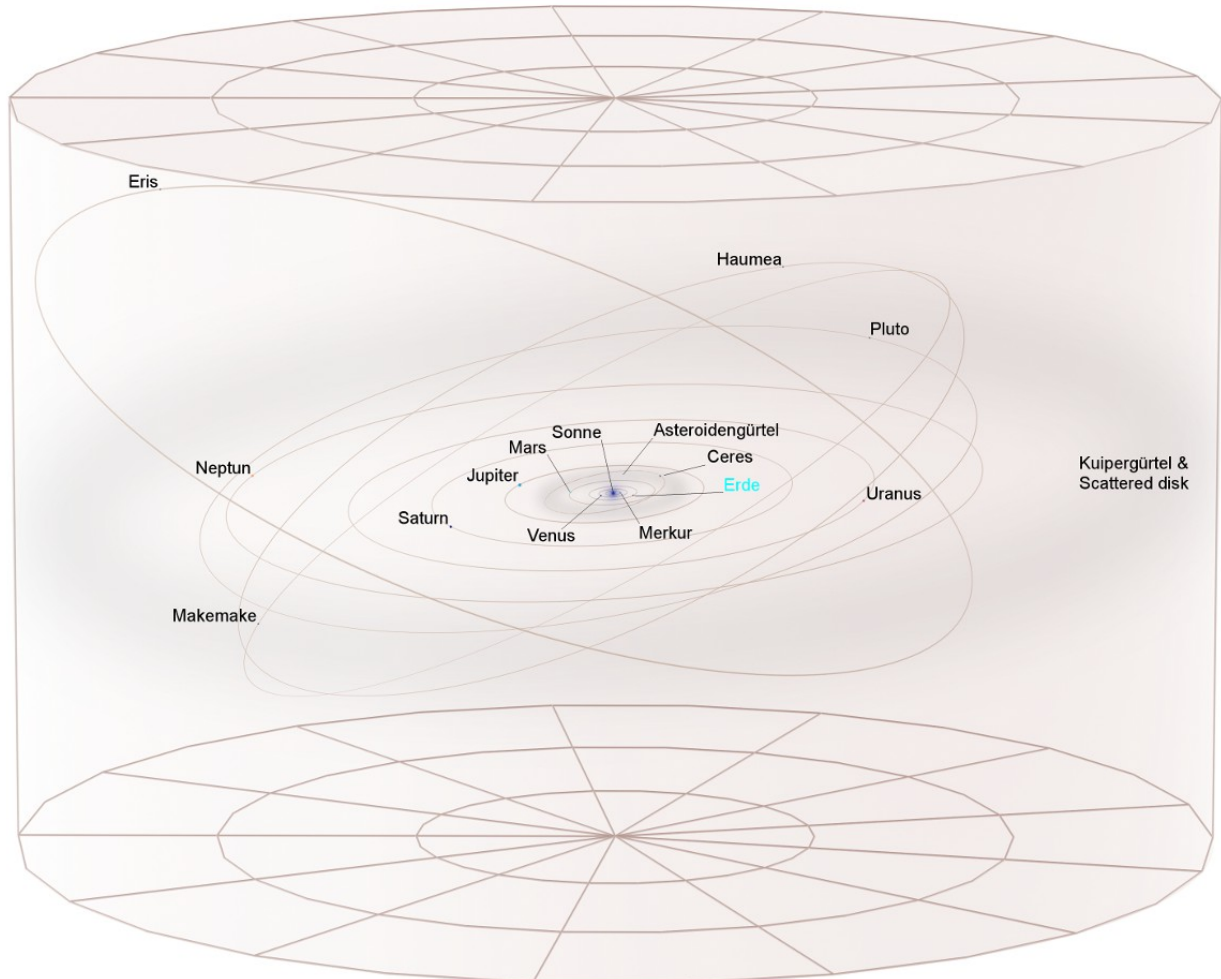 Eris
Haumea
Pluto
Sonne
Asteroidengürtel
Mars
Ceres
Neptun
Jupiter
Erde
Kuipergürtel &
Scattered disk
Uranus
Saturn
Venus
Merkur
Makemake